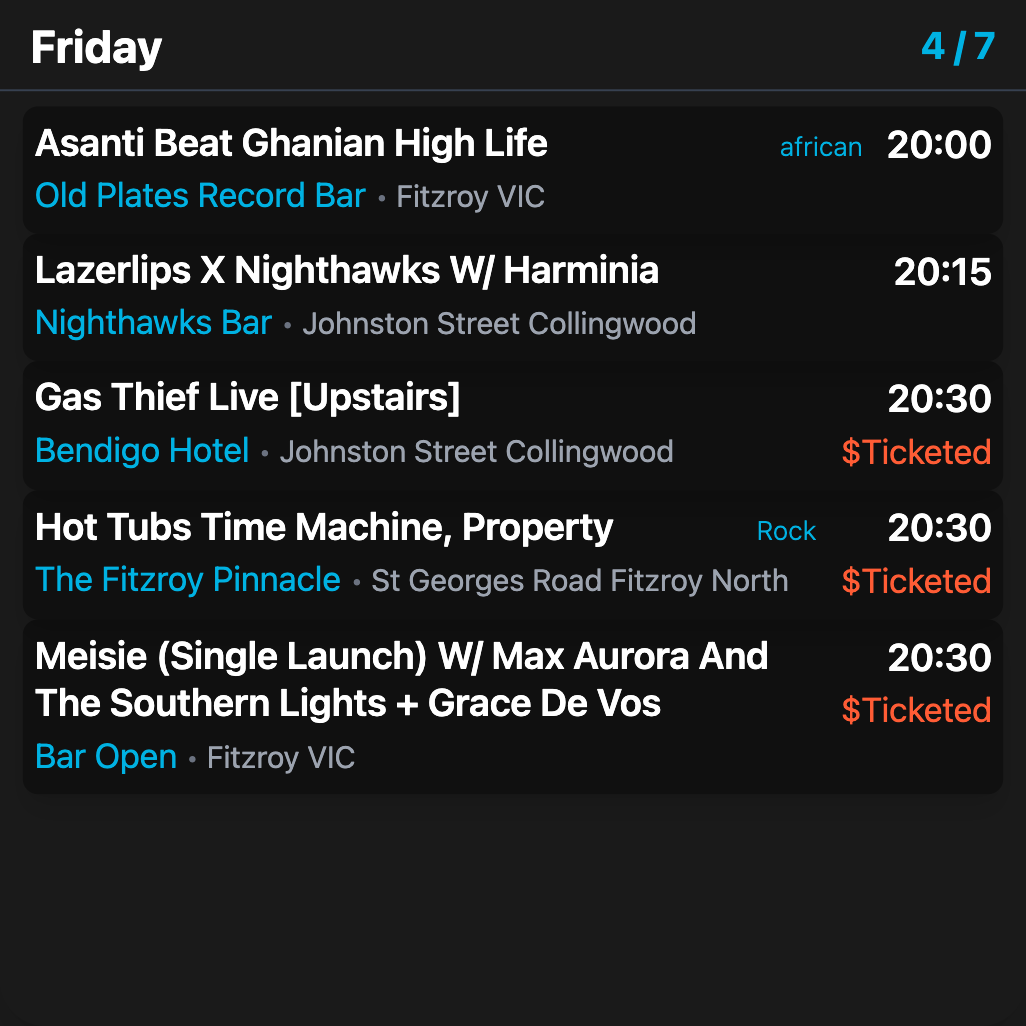 Friday 4 / 7
Asanti Beat Ghanian High Life african 20:00
Old Plates Record Bar • Fitzroy VIC
Lazerlips X Nighthawks W/ Harminia 20:15
Nighthawks Bar • Johnston Street Collingwood
Gas Thief Live [Upstairs] 20:30
Bendigo Hotel • Johnston Street Collingwood $Ticketed
Hot Tubs Time Machine, Property Rock 20:30
The Fitzroy Pinnacle • St Georges Road Fitzroy North $Ticketed
Meisie (Single Launch) W/ Max Aurora And 20:30
The Southern Lights + Grace De Vos $Ticketed
Bar Open • Fitzroy VIC